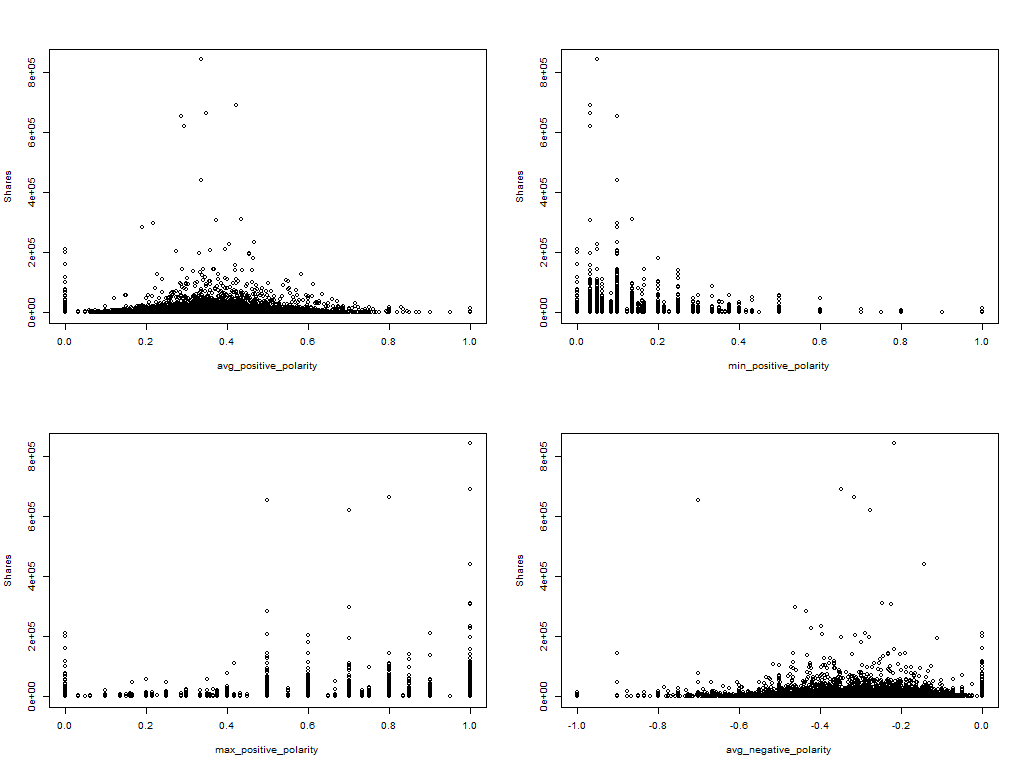 Shares
8e+05
6e+05
4e+05
2e+05
0e+00
0.0 0.2 0.4 0.6 0.8 1.0
avg_positive_polarity
Shares
8e+05
6e+05
4e+05
2e+05
0e+00
0.0 0.2 0.4 0.6 0.8 1.0
min_positive_polarity
Shares
8e+05
6e+05
4e+05
2e+05
0e+00
0.0 0.2 0.4 0.6 0.8 1.0
max_positive_polarity
Shares
8e+05
6e+05
4e+05
2e+05
0e+00
-1.0 -0.8 -0.6 -0.4 -0.2 0.0
avg_negative_polarity